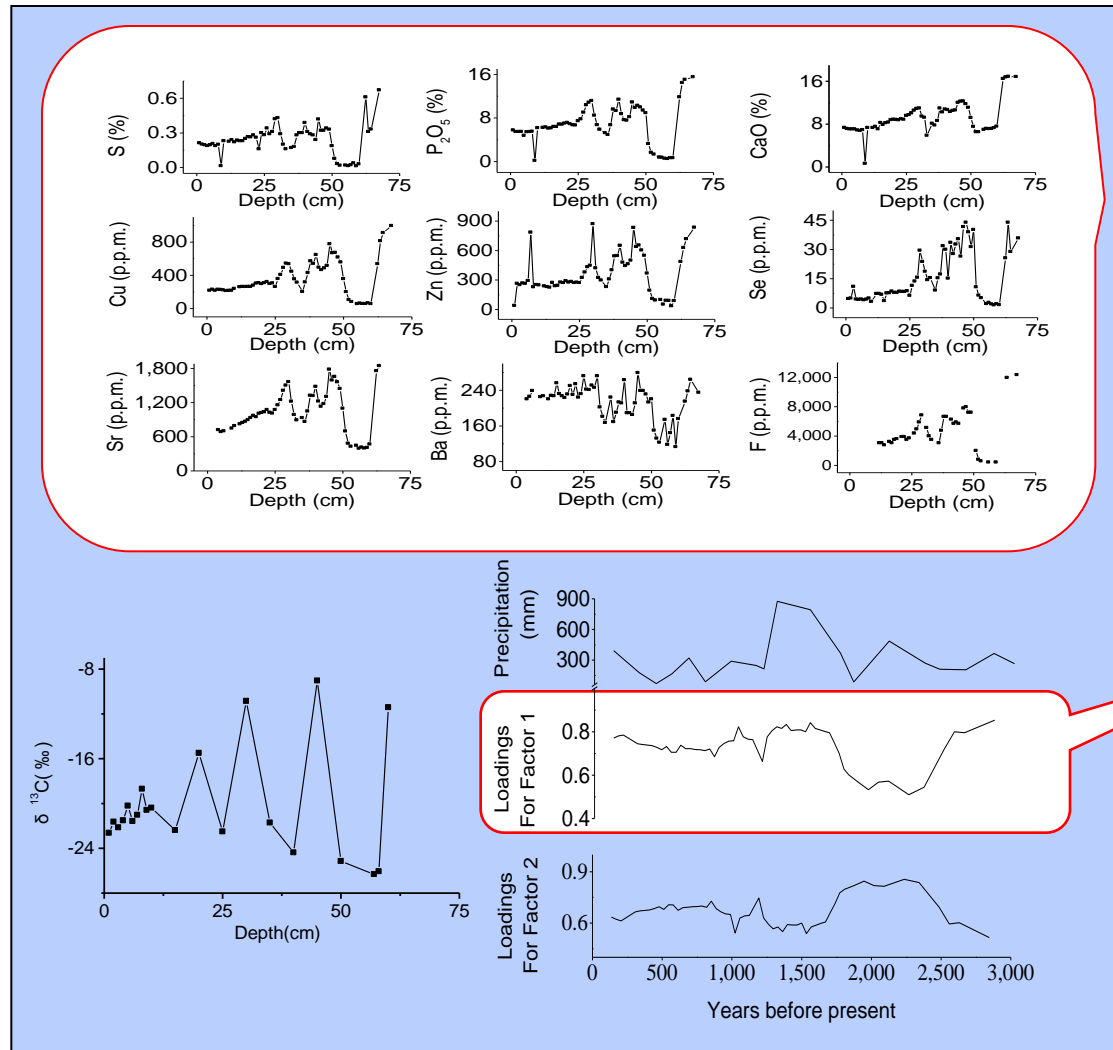 S (%)
0.6
0.3
0.0
0 25 50 75
Depth (cm)
P2O5 (%)
16
8
0
0 25 50 75
Depth (cm)
CaO (%)
16
8
0
0 25 50 75
Depth (cm)
Cu (p.p.m.)
800
400
0
0 25 50 75
Depth (cm)
Zn (p.p.m.)
900
600
300
0
0 25 50 75
Depth (cm)
Se (p.p.m.)
45
30
15
0
0 25 50 75
Depth (cm)
Sr (p.p.m.)
1,800
1,200
600
0
0 25 50 75
Depth (cm)
Ba (p.p.m.)
240
160
80
0 25 50 75
Depth (cm)
F (p.p.m.)
12,000
8,000
4,000
0
0 25 50 75
Depth (cm)
δ 13C( ‰)
-8
-16
-24
0 25 50 75
Depth(cm)
Precipitation
(mm)
900
600
300
Loadings
For Factor 1
0.8
0.6
0.4
Loadings
For Factor 2
0.9
0.6
0 500 1,000 1,500 2,000 2,500 3,000
Years before present